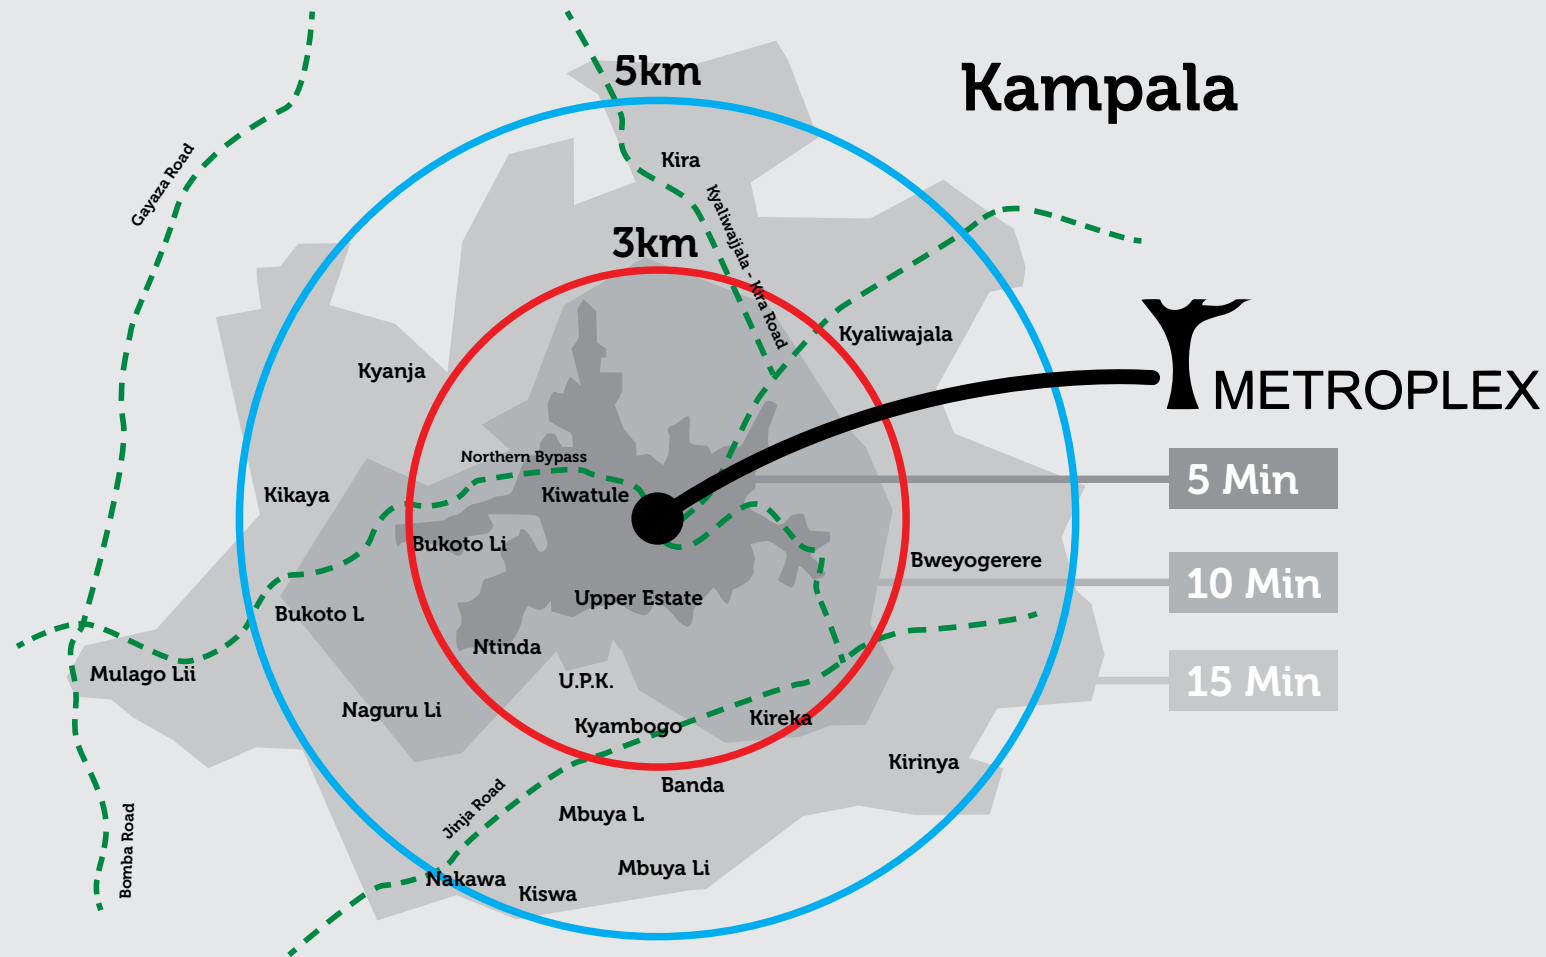 5km
Kampala
Kira
Gayaza Road
Kyaliwajjala - Kira Road
3km
Kyaliwajala
Kyanja
METROPLEX
Northern Bypass
5 Min
Kikaya
Kiwatule
Bukoto Li
Bweyogerere
10 Min
Upper Estate
Bukoto L
Ntinda
Mulago Lii
U.P.K.
15 Min
Naguru Li
Kyambogo
Kireka
Kirinya
Banda
Jinja Road
Mbuya L
Bomba Road
Mbuya Li
Nakawa
Kiswa